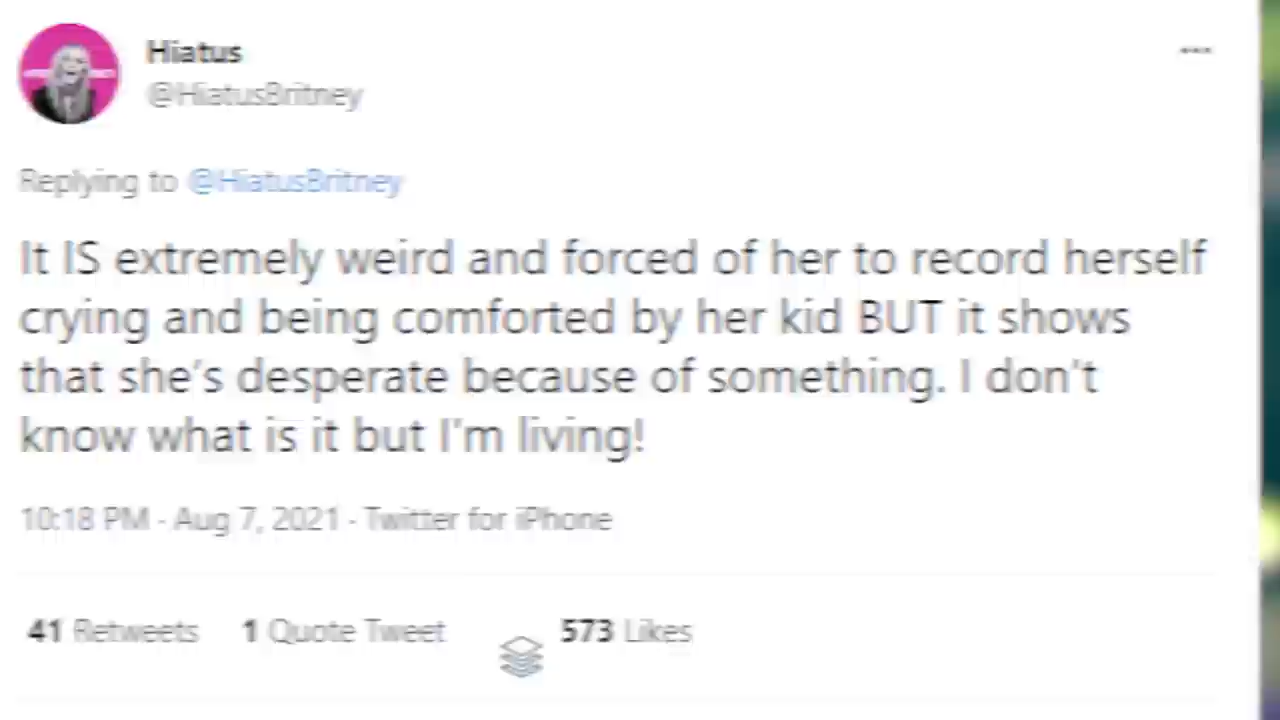 Hiatus
@HiatusBritney
Replying to @HiatusBritney
It IS extremely weird and forced of her to record herself
crying and being comforted by her kid BUT it shows
that she's desperate because of something. I don't
know what is it but I'm living!
10:18 PM · Aug 7, 2021 · Twitter for iPhone
41 Retweets 1 Quote Tweet 573 Likes